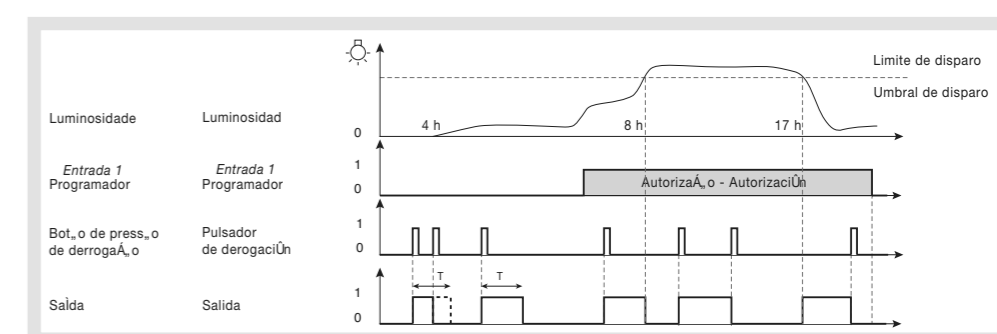 Limite de disparo
Umbral de disparo
Luminosidade
Luminosidad
0
4 h
8 h
17 h
Entrada 1
Programador
Entrada 1
Programador
1
0
AutorizaÁ„o - AutorizaciÛn
Bot„o de press„o
de derrogaÁ„o
Pulsador
de derogaciÛn
1
0
T
T
SaÌda
Salida
1
0